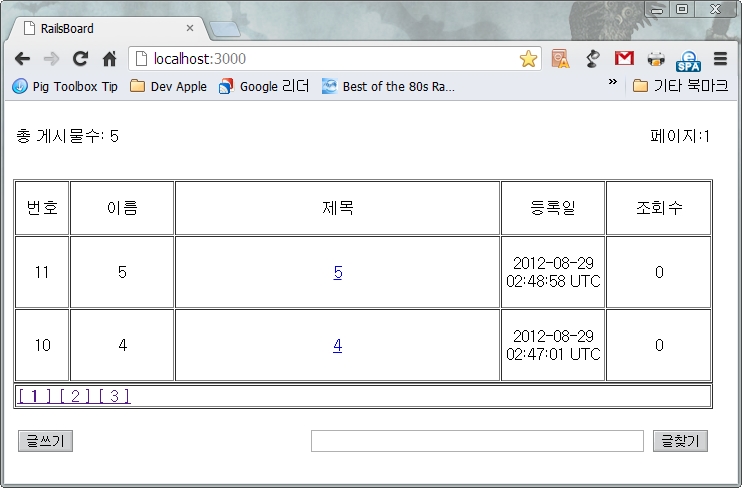 RailsBoard
localhost:3000
SPA
Pig Toolbox Tip Dev Apple Google 리더 Best of the 80s Ra... » 기타 북마크
총 게시물수: 5 페이지:1
번호 이름 제목 등록일 조회수
11 5 5 2012-08-29 02:48:58 UTC 0
10 4 4 2012-08-29 02:47:01 UTC 0
[ 1 ] [ 2 ] [ 3 ]
글쓰기 글찾기